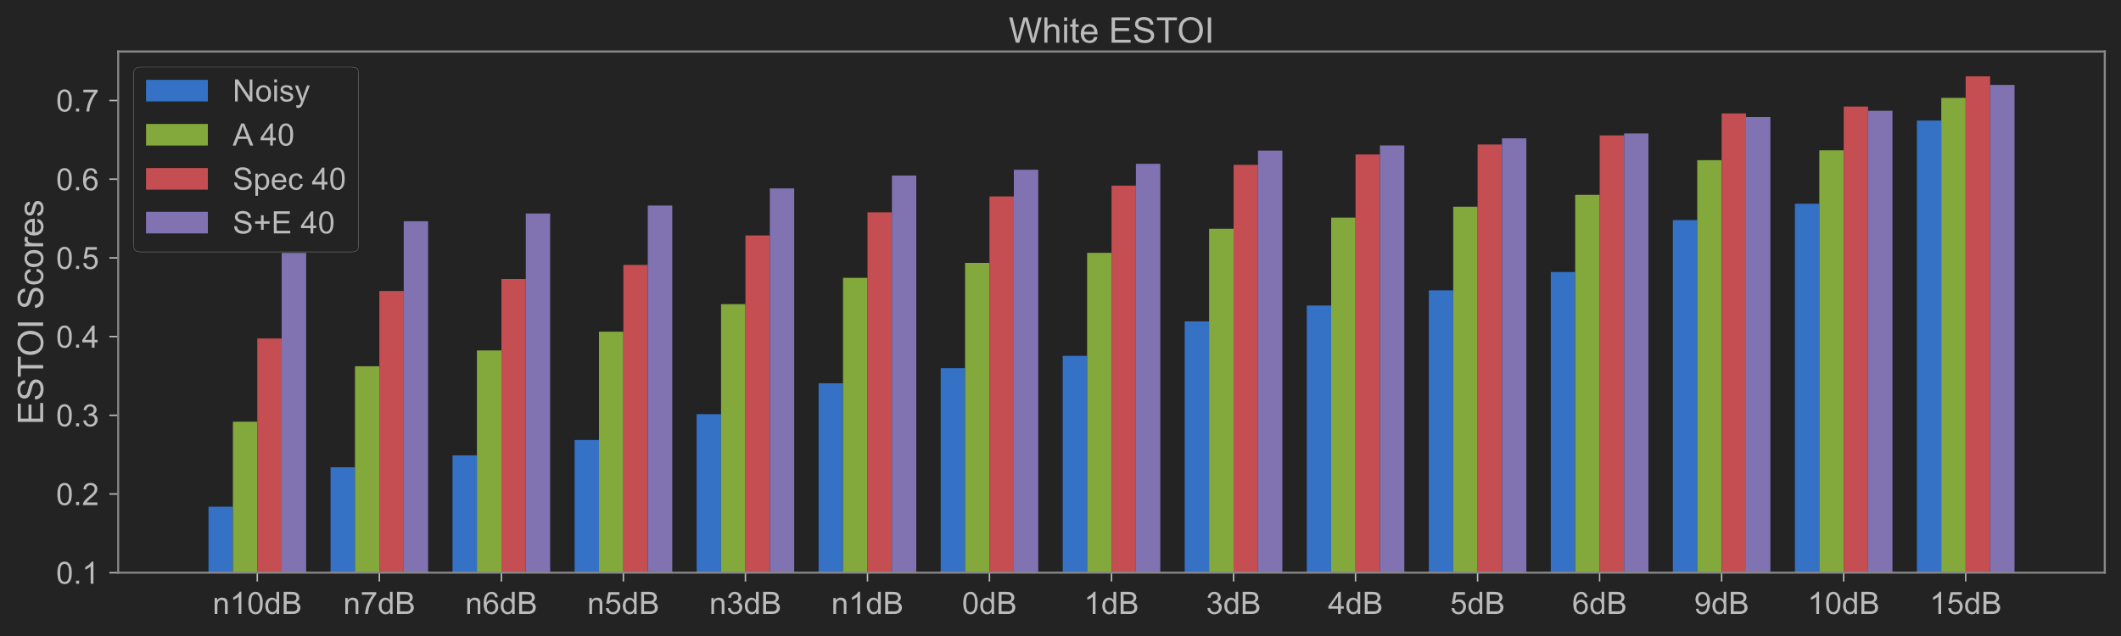 White ESTOI
Noisy
A 40
Spec 40
S+E 40
ESTOI Scores
0.7
0.6
0.5
0.4
0.3
0.2
0.1
n10dB n7dB n6dB n5dB n3dB n1dB 0dB 1dB 3dB 4dB 5dB 6dB 9dB 10dB 15dB